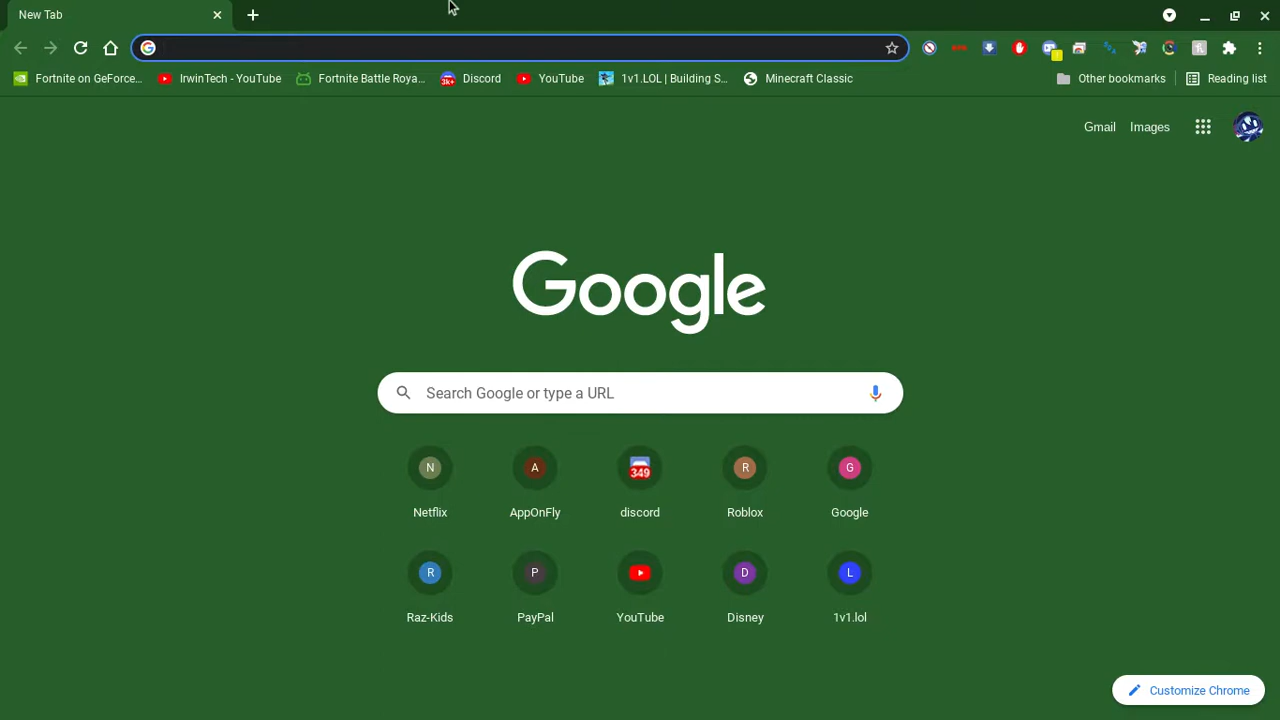 New Tab
Fortnite on GeForce...
IrwinTech - YouTube
Fortnite Battle Roya...
3k+
Discord
YouTube
1v1.LOL | Building S...
Minecraft Classic
Other bookmarks
Reading list
Gmail
Images
Google
Search Google or type a URL
N
A
349
R
G
Netflix
AppOnFly
discord
Roblox
Google
R
P
D
L
Raz-Kids
PayPal
YouTube
Disney
1v1.lol
Customize Chrome